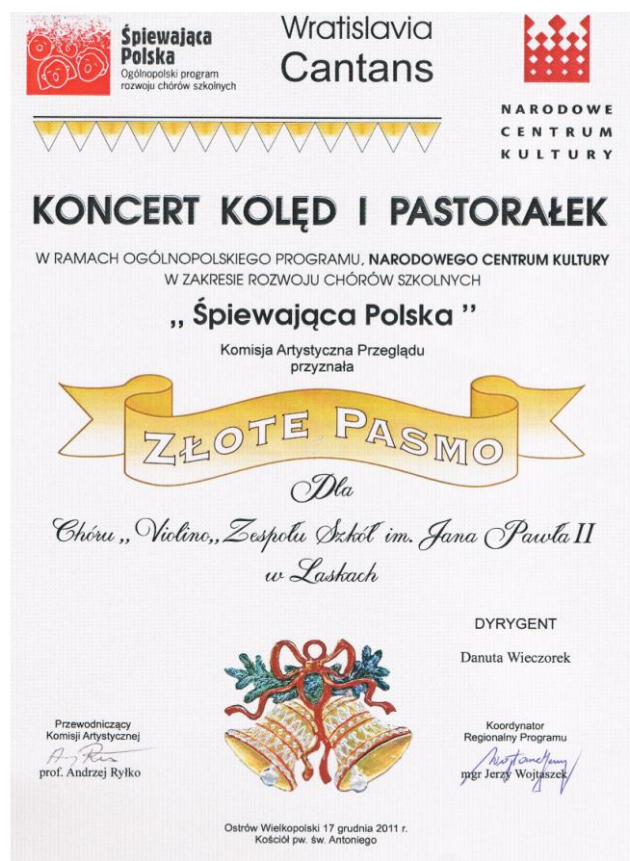 Śpiewająca
Polska
Ogólnopolski program
rozwoju chórów szkolnych
Wratislavia
Cantans
NARODOWE
CENTRUM
KULTURY
KONCERT KOLĘD I PASTORAŁEK
W RAMACH OGÓLNOPOLSKIEGO PROGRAMU, NARODOWEGO CENTRUM KULTURY
W ZAKRESIE ROZWOJU CHÓRÓW SZKOLNYCH
,, Śpiewająca Polska ’’
Komisja Artystyczna Przeglądu
przyznała
ZŁOTE PASMO
Dla
Chóru ,, Violino,, Zespołu Szkół im. Jana Pawła II
w Laskach
DYRYGENT
Danuta Wieczorek
Przewodniczący
Komisji Artystycznej
prof. Andrzej Ryłko
Koordynator
Regionalny Programu
mgr Jerzy Wojtaszek
Ostrów Wielkopolski 17 grudnia 2011 r.
Kościół pw. św. Antoniego